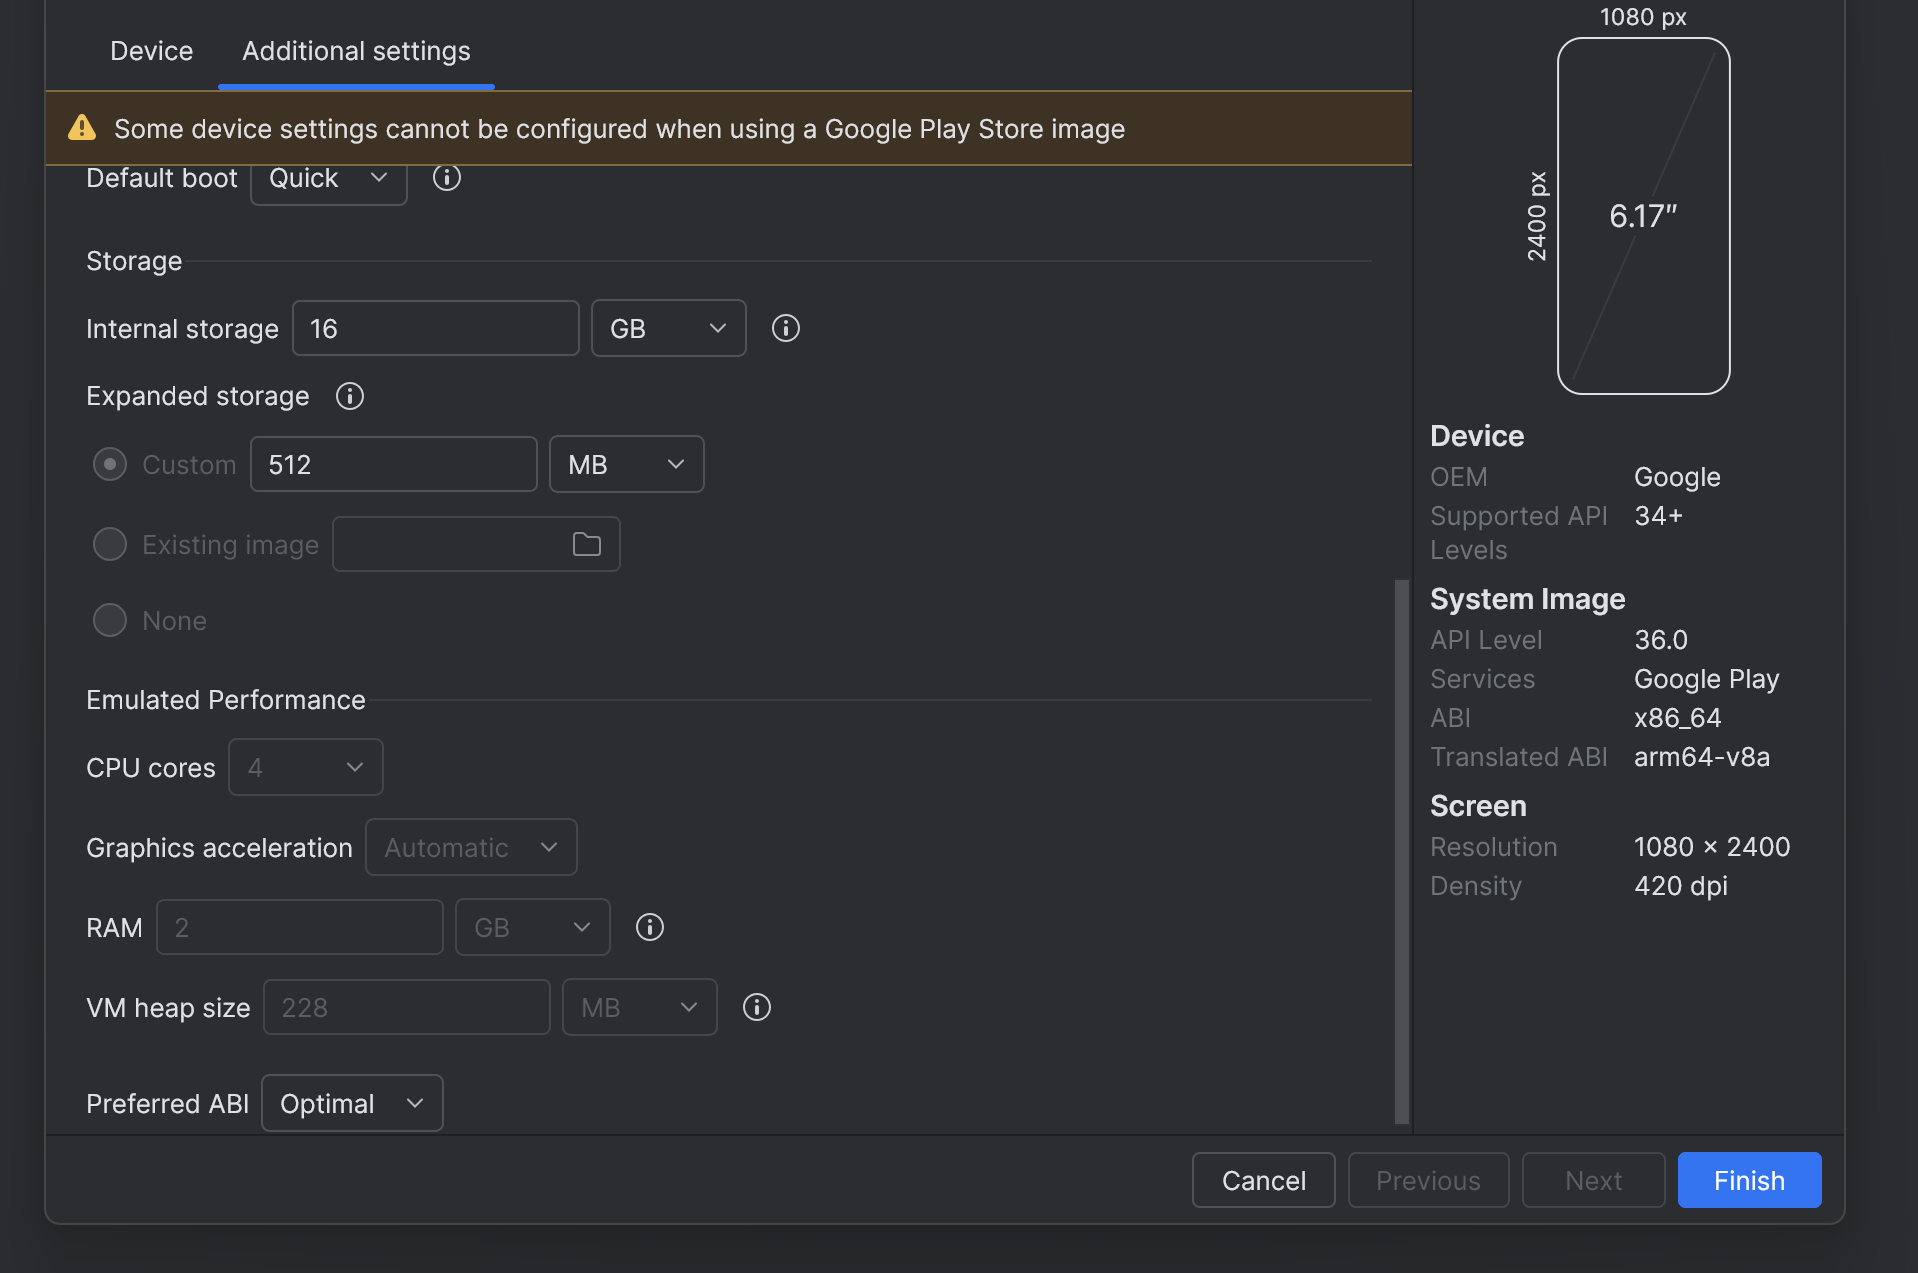 Device Additional settings
Some device settings cannot be configured when using a Google Play Store image
Default boot Quick
Storage
Internal storage 16 GB
Expanded storage
Custom 512 MB
Existing image
None
Emulated Performance
CPU cores 4
Graphics acceleration Automatic
RAM 2 GB
VM heap size 228 MB
Preferred ABI Optimal
1080 px
2400 px
6.17″
Device
OEM Google
Supported API Levels 34+
System Image
API Level 36.0
Services Google Play
ABI x86_64
Translated ABI arm64-v8a
Screen
Resolution 1080 × 2400
Density 420 dpi
Cancel Previous Next Finish